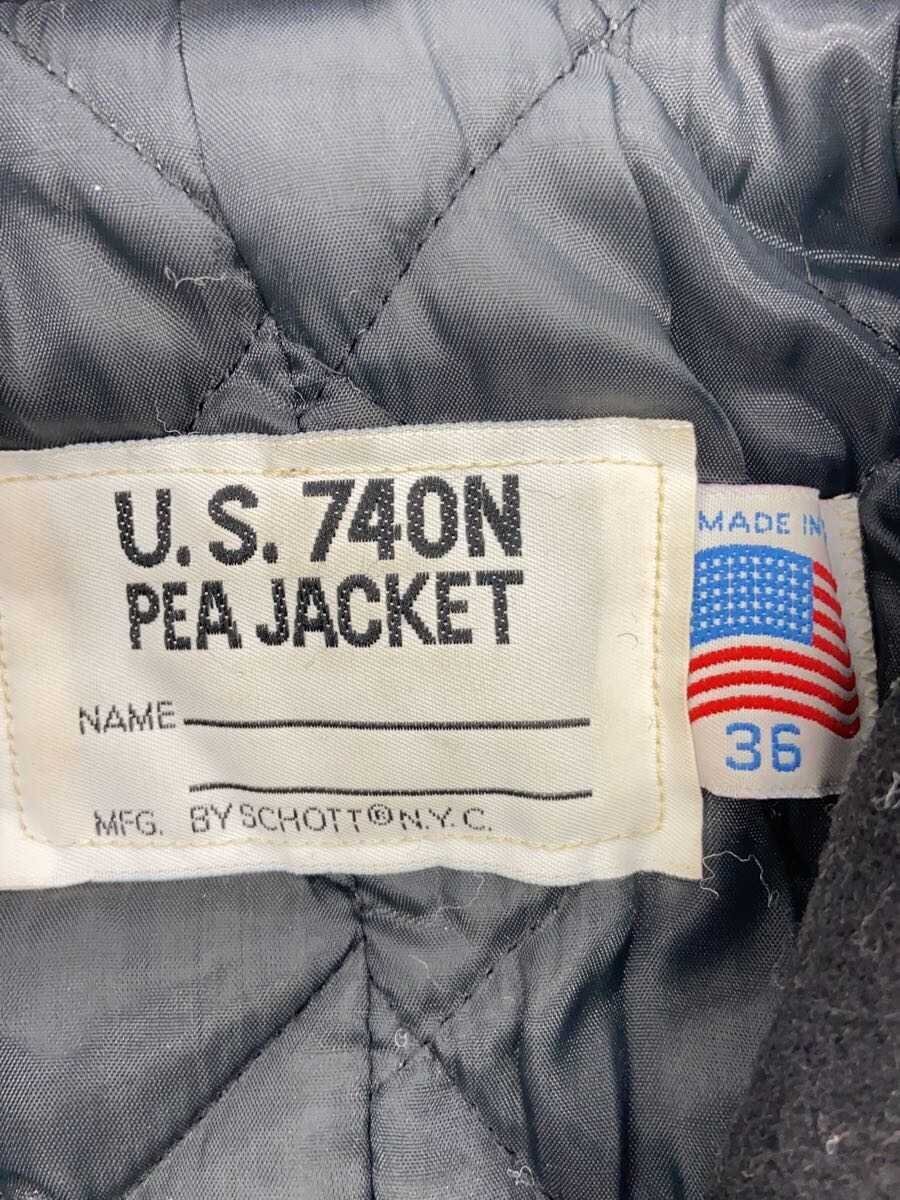 U.S. 740N
PEA JACKET
NAME
MFG. BY SCHOTT® N.Y.C.
MADE IN
36